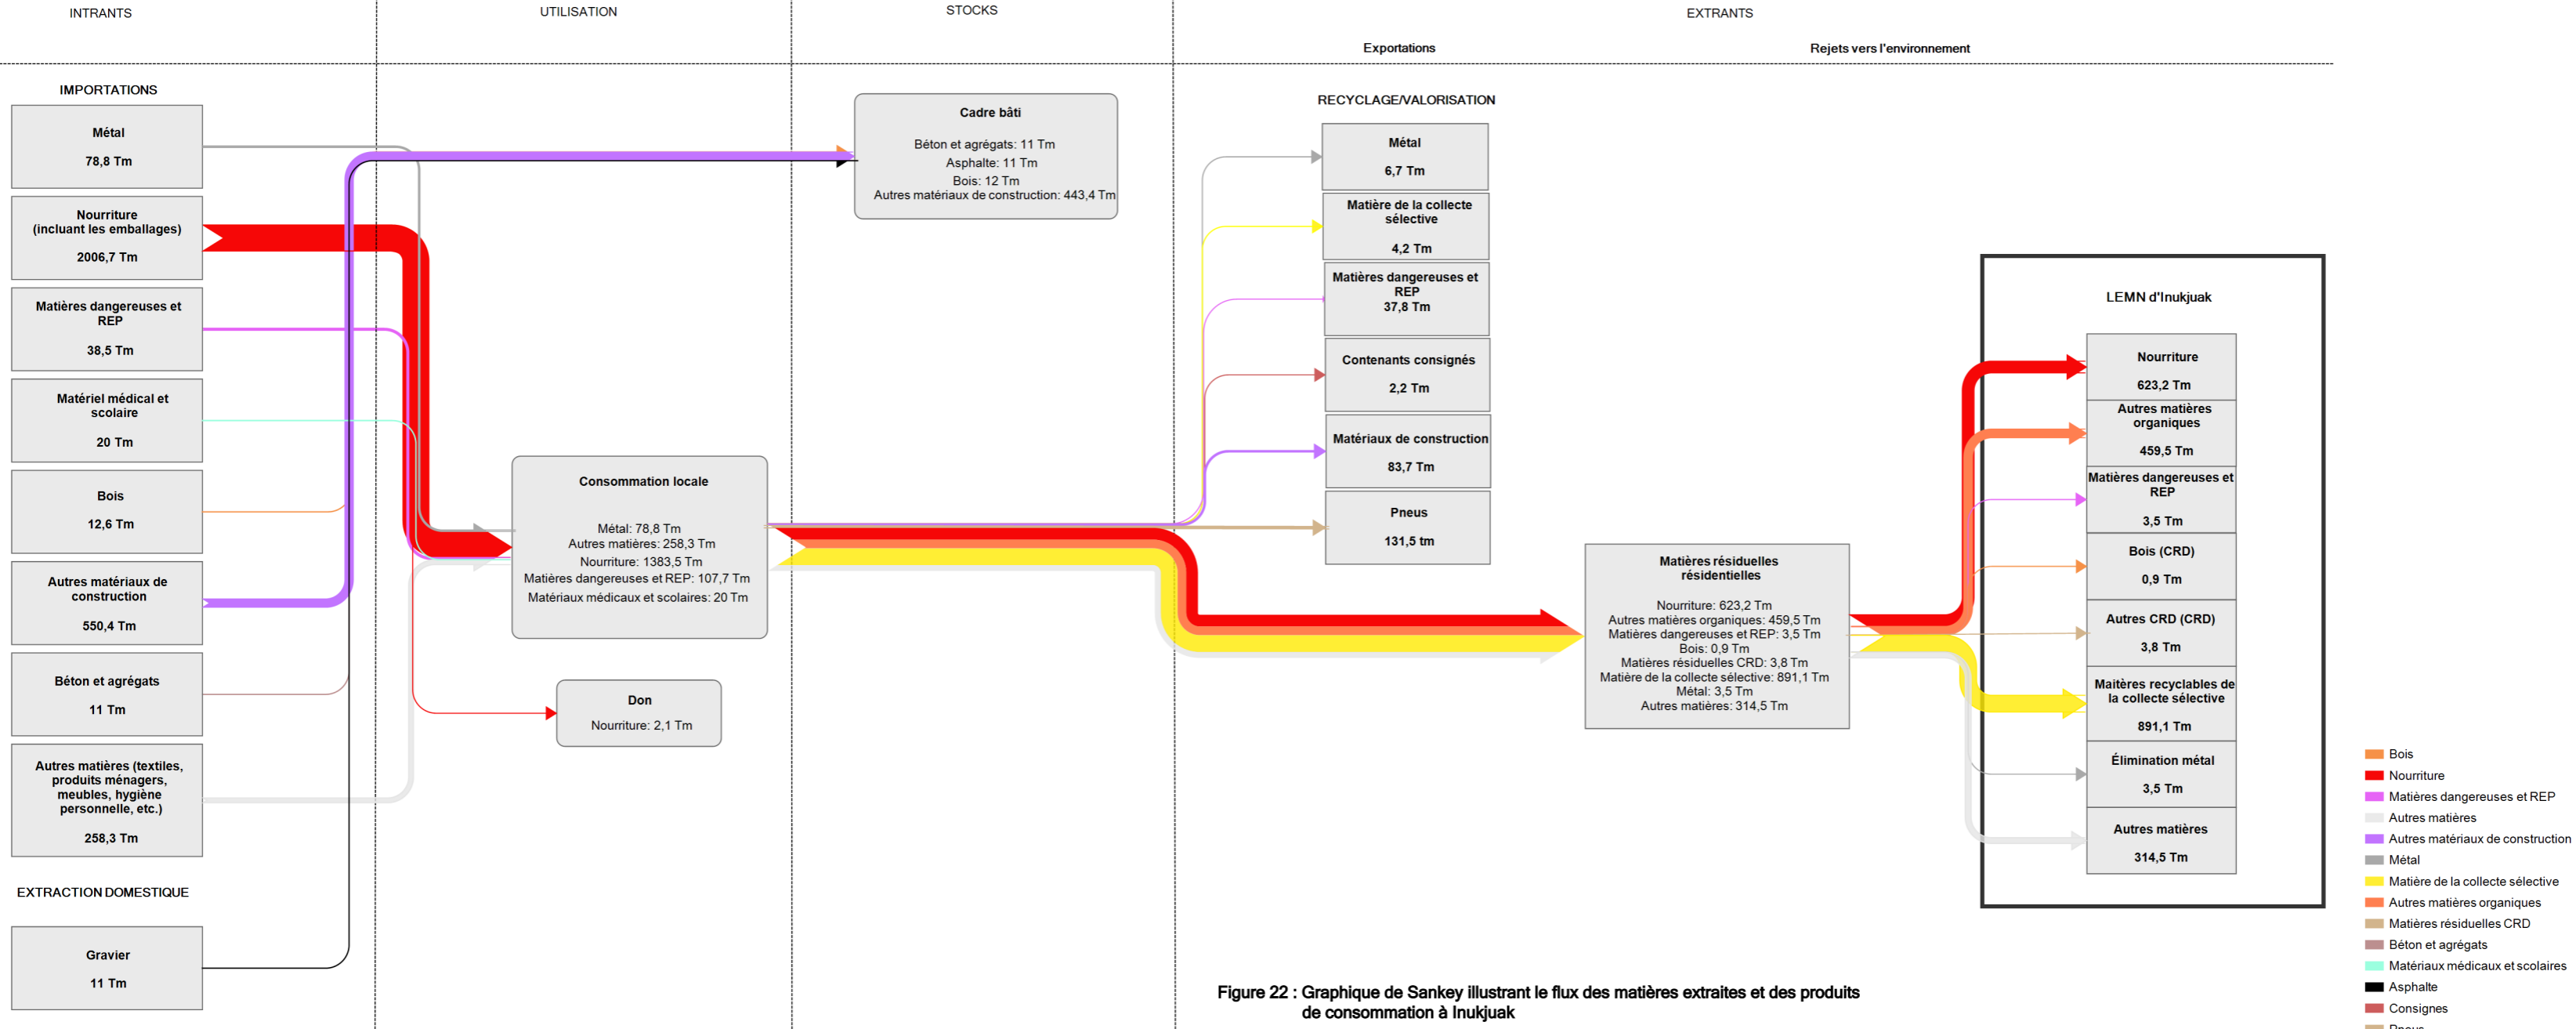 INTRANTS
UTILISATION
STOCKS
EXTRANTS
Exportations
Rejets vers l'environnement
IMPORTATIONS
Métal
78,8 Tm
Nourriture
(incluant les emballages)
2006,7 Tm
Matières dangereuses et
REP
38,5 Tm
Matériel médical et
scolaire
20 Tm
Bois
12,6 Tm
Autres matériaux de
construction
550,4 Tm
Béton et agrégats
11 Tm
Autres matières (textiles,
produits ménagers,
meubles, hygiène
personnelle, etc.)
258,3 Tm
EXTRACTION DOMESTIQUE
Gravier
11 Tm
Consommation locale
Métal: 78,8 Tm
Autres matières: 258,3 Tm
Nourriture: 1383,5 Tm
Matières dangereuses et REP: 107,7 Tm
Matériaux médicaux et scolaires: 20 Tm
Don
Nourriture: 2,1 Tm
Cadre bâti
Béton et agrégats: 11 Tm
Asphalte: 11 Tm
Bois: 12 Tm
Autres matériaux de construction: 443,4 Tm
RECYCLAGE/VALORISATION
Métal
6,7 Tm
Matière de la collecte
sélective
4,2 Tm
Matières dangereuses et
REP
37,8 Tm
Contenants consignés
2,2 Tm
Matériaux de construction
83,7 Tm
Pneus
131,5 tm
Matières résiduelles
résidentielles
Nourriture: 623,2 Tm
Autres matières organiques: 459,5 Tm
Matières dangereuses et REP: 3,5 Tm
Bois: 0,9 Tm
Matières résiduelles CRD: 3,8 Tm
Matière de la collecte sélective: 891,1 Tm
Métal: 3,5 Tm
Autres matières: 314,5 Tm
LEMN d'Inukjuak
Nourriture
623,2 Tm
Autres matières
organiques
459,5 Tm
Matières dangereuses et
REP
3,5 Tm
Bois (CRD)
0,9 Tm
Autres CRD (CRD)
3,8 Tm
Maitères recyclables de
la collecte sélective
891,1 Tm
Élimination métal
3,5 Tm
Autres matières
314,5 Tm
Bois
Nourriture
Matières dangereuses et REP
Autres matières
Autres matériaux de construction
Métal
Matière de la collecte sélective
Autres matières organiques
Matières résiduelles CRD
Béton et agrégats
Matériaux médicaux et scolaires
Asphalte
Consignes
Pneus
Figure 22 : Graphique de Sankey illustrant le flux des matières extraites et des produits
de consommation à Inukjuak